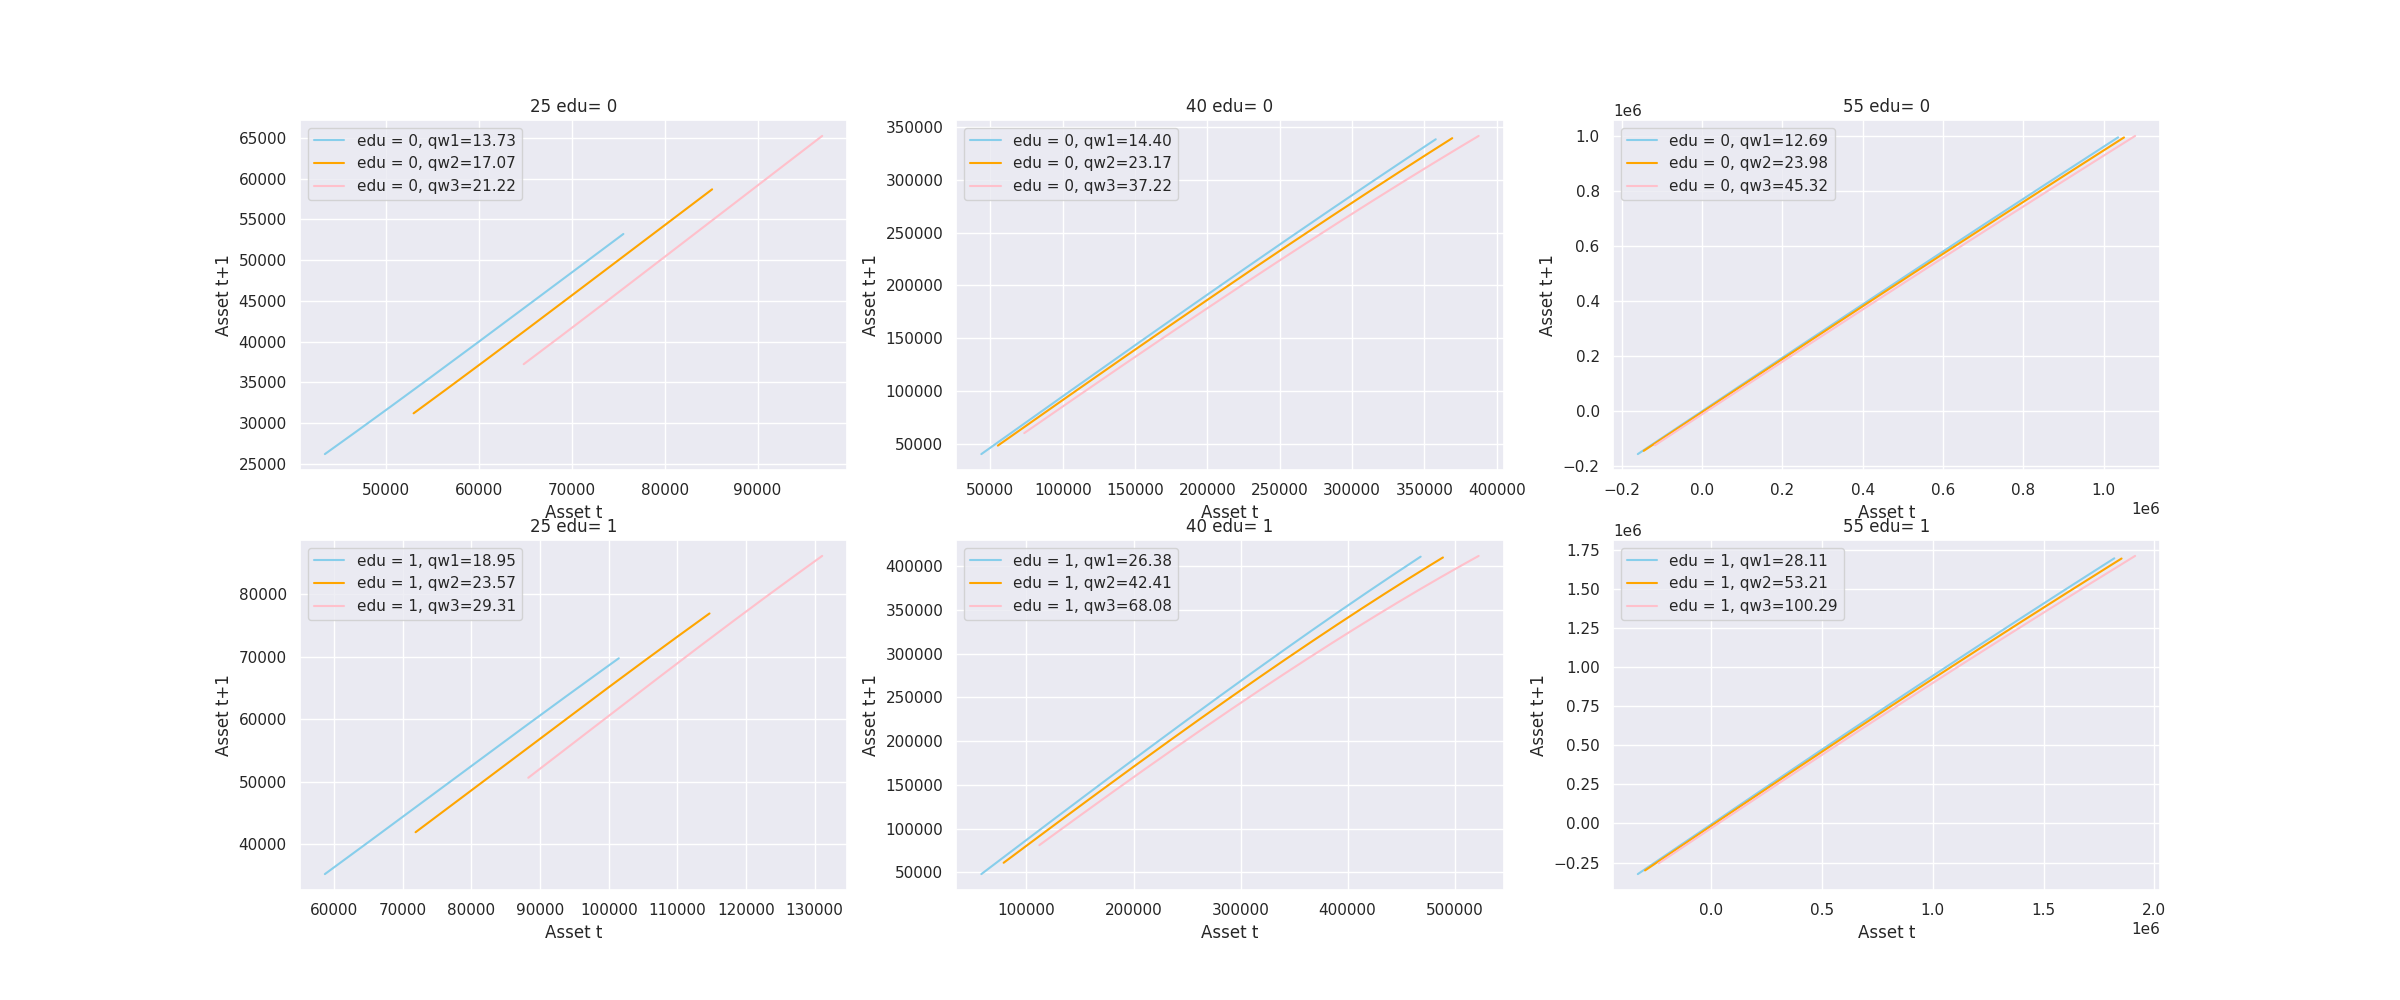 25 edu= 0
edu = 0, qw1=13.73
edu = 0, qw2=17.07
edu = 0, qw3=21.22
65000
60000
55000
50000
45000
40000
35000
30000
25000
Asset t+1
50000 60000 70000 80000 90000
Asset t
40 edu= 0
edu = 0, qw1=14.40
edu = 0, qw2=23.17
edu = 0, qw3=37.22
350000
300000
250000
200000
150000
100000
50000
Asset t+1
50000 100000 150000 200000 250000 300000 350000 400000
Asset t
55 edu= 0
1e6
edu = 0, qw1=12.69
edu = 0, qw2=23.98
edu = 0, qw3=45.32
1.0
0.8
0.6
0.4
0.2
0.0
−0.2
Asset t+1
−0.2 0.0 0.2 0.4 0.6 0.8 1.0
1e6
Asset t
25 edu= 1
edu = 1, qw1=18.95
edu = 1, qw2=23.57
edu = 1, qw3=29.31
80000
70000
60000
50000
40000
Asset t+1
60000 70000 80000 90000 100000 110000 120000 130000
Asset t
40 edu= 1
edu = 1, qw1=26.38
edu = 1, qw2=42.41
edu = 1, qw3=68.08
400000
350000
300000
250000
200000
150000
100000
50000
Asset t+1
100000 200000 300000 400000 500000
Asset t
55 edu= 1
1e6
edu = 1, qw1=28.11
edu = 1, qw2=53.21
edu = 1, qw3=100.29
1.75
1.50
1.25
1.00
0.75
0.50
0.25
0.00
−0.25
Asset t+1
0.0 0.5 1.0 1.5 2.0
1e6
Asset t